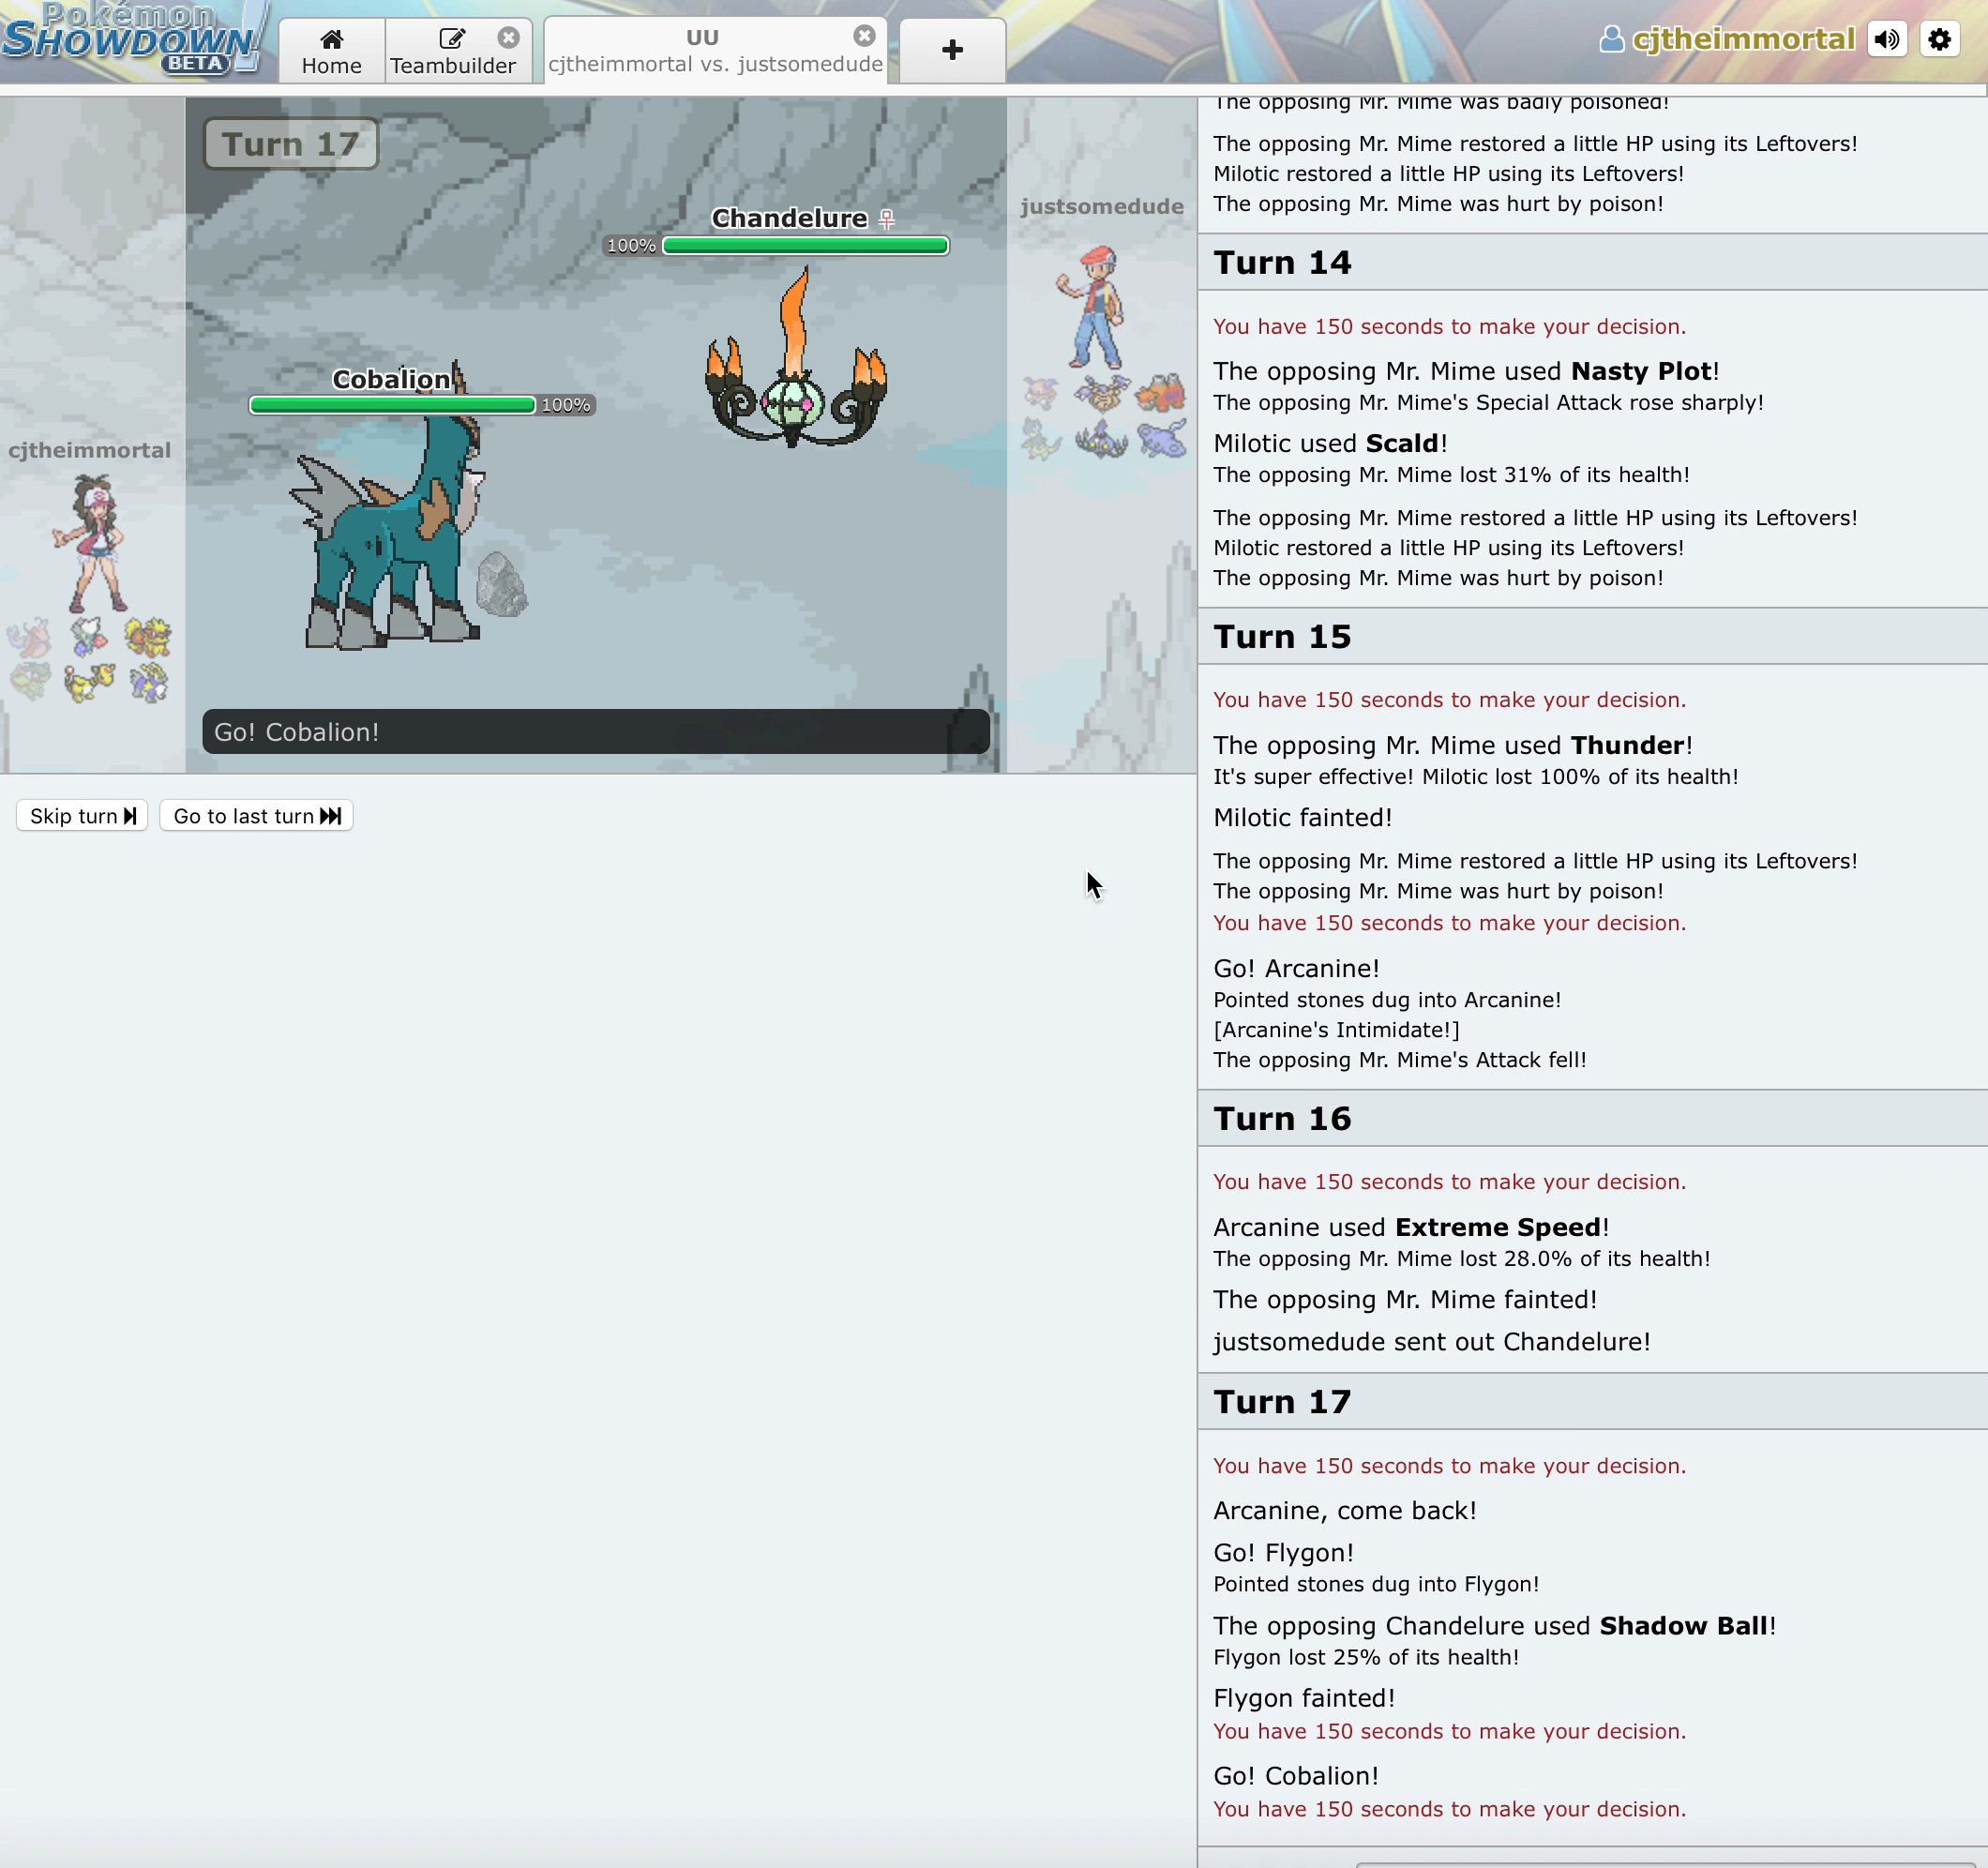 Pokémon
SHOWDOWN!
BETA
Home
Teambuilder
UU
cjtheimmortal vs. justsomedude
cjtheimmortal
Turn 17
Chandelure ♀
100%
justsomedude
Cobalion
100%
cjtheimmortal
Go! Cobalion!
Skip turn
Go to last turn
The opposing Mr. Mime was badly poisoned!
The opposing Mr. Mime restored a little HP using its Leftovers!
Milotic restored a little HP using its Leftovers!
The opposing Mr. Mime was hurt by poison!
Turn 14
You have 150 seconds to make your decision.
The opposing Mr. Mime used Nasty Plot!
The opposing Mr. Mime's Special Attack rose sharply!
Milotic used Scald!
The opposing Mr. Mime lost 31% of its health!
The opposing Mr. Mime restored a little HP using its Leftovers!
Milotic restored a little HP using its Leftovers!
The opposing Mr. Mime was hurt by poison!
Turn 15
You have 150 seconds to make your decision.
The opposing Mr. Mime used Thunder!
It's super effective! Milotic lost 100% of its health!
Milotic fainted!
The opposing Mr. Mime restored a little HP using its Leftovers!
The opposing Mr. Mime was hurt by poison!
You have 150 seconds to make your decision.
Go! Arcanine!
Pointed stones dug into Arcanine!
[Arcanine's Intimidate!]
The opposing Mr. Mime's Attack fell!
Turn 16
You have 150 seconds to make your decision.
Arcanine used Extreme Speed!
The opposing Mr. Mime lost 28.0% of its health!
The opposing Mr. Mime fainted!
justsomedude sent out Chandelure!
Turn 17
You have 150 seconds to make your decision.
Arcanine, come back!
Go! Flygon!
Pointed stones dug into Flygon!
The opposing Chandelure used Shadow Ball!
Flygon lost 25% of its health!
Flygon fainted!
You have 150 seconds to make your decision.
Go! Cobalion!
You have 150 seconds to make your decision.